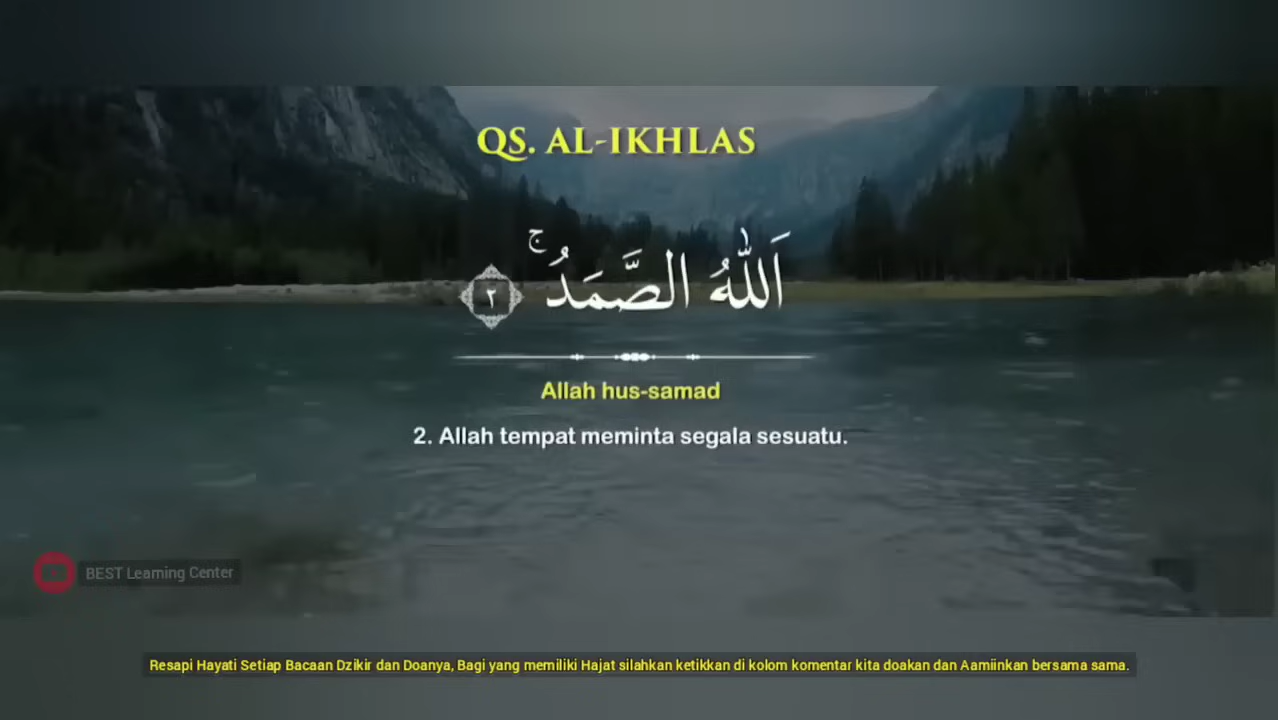 QS. AL-IKHLAS
اَللّٰهُ الصَّمَدُ ۚ ٢
Allah hus-samad
2. Allah tempat meminta segala sesuatu.
BEST Learning Center
Resapi Hayati Setiap Bacaan Dzikir dan Doanya, Bagi yang memiliki Hajat silahkan ketikkan di kolom komentar kita doakan dan Aamiinkan bersama sama.